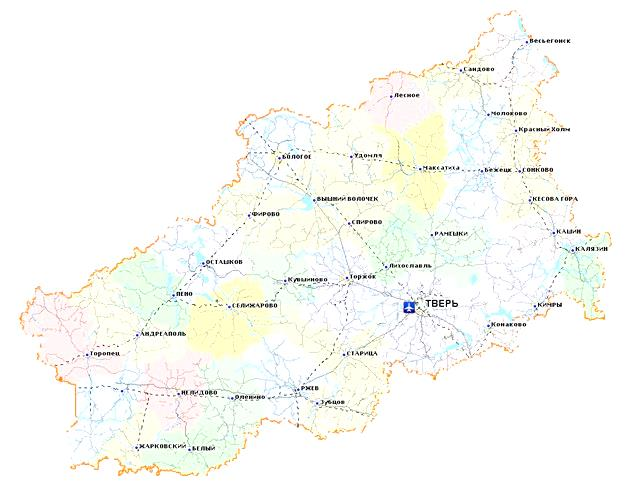 Весьегонск
Сандово
Лесное
Молоково
Красный Холм
БОЛОГОЕ
Удомля
Максатиха
Бежецк
СОНКОВО
ВЫШНИЙ ВОЛОЧЕК
КЕСОВА ГОРА
ФИРОВО
СПИРОВО
РАМЕШКИ
КАШИН
КАЛЯЗИН
ОСТАШКОВ
Лихославль
Кувшиново
Торжок
ПЕНО
СЕЛИЖАРОВО
ТВЕРЬ
КИМРЫ
Конаково
АНДРЕАПОЛЬ
Торопец
СТАРИЦА
НЕЛИДОВО
Оленино
РЖЕВ
Зубцов
ЖАРКОВСКИЙ
БЕЛЫЙ